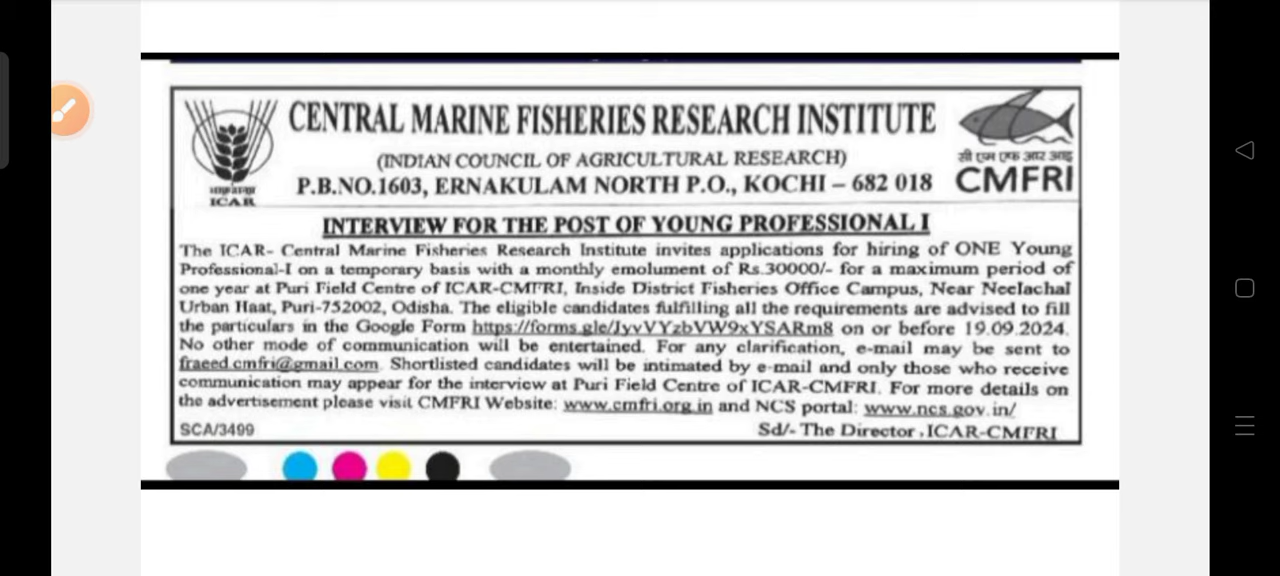 CENTRAL MARINE FISHERIES RESEARCH INSTITUTE
(INDIAN COUNCIL OF AGRICULTURAL RESEARCH)
P.B.NO.1603, ERNAKULAM NORTH P.O., KOCHI – 682 018
ICAR
सी एम एफ आर आइ
CMFRI
INTERVIEW FOR THE POST OF YOUNG PROFESSIONAL I
The ICAR- Central Marine Fisheries Research Institute invites applications for hiring of ONE Young
Professional-I on a temporary basis with a monthly emolument of Rs.30000/- for a maximum period of
one year at Puri Field Centre of ICAR-CMFRI, Inside District Fisheries Office Campus, Near Neelachal
Urban Haat, Puri-752002, Odisha. The eligible candidates fulfilling all the requirements are advised to fill
the particulars in the Google Form https://forms.gle/JyvVYzbVW9xYSARm8 on or before 19.09.2024.
No other mode of communication will be entertained. For any clarification, e-mail may be sent to
fraeed.cmfri@gmail.com. Shortlisted candidates will be intimated by e-mail and only those who receive
communication may appear for the interview at Puri Field Centre of ICAR-CMFRI. For more details on
the advertisement please visit CMFRI Website: www.cmfri.org.in and NCS portal: www.ncs.gov.in/
SCA/3499
Sd/- The Director, ICAR-CMFRI